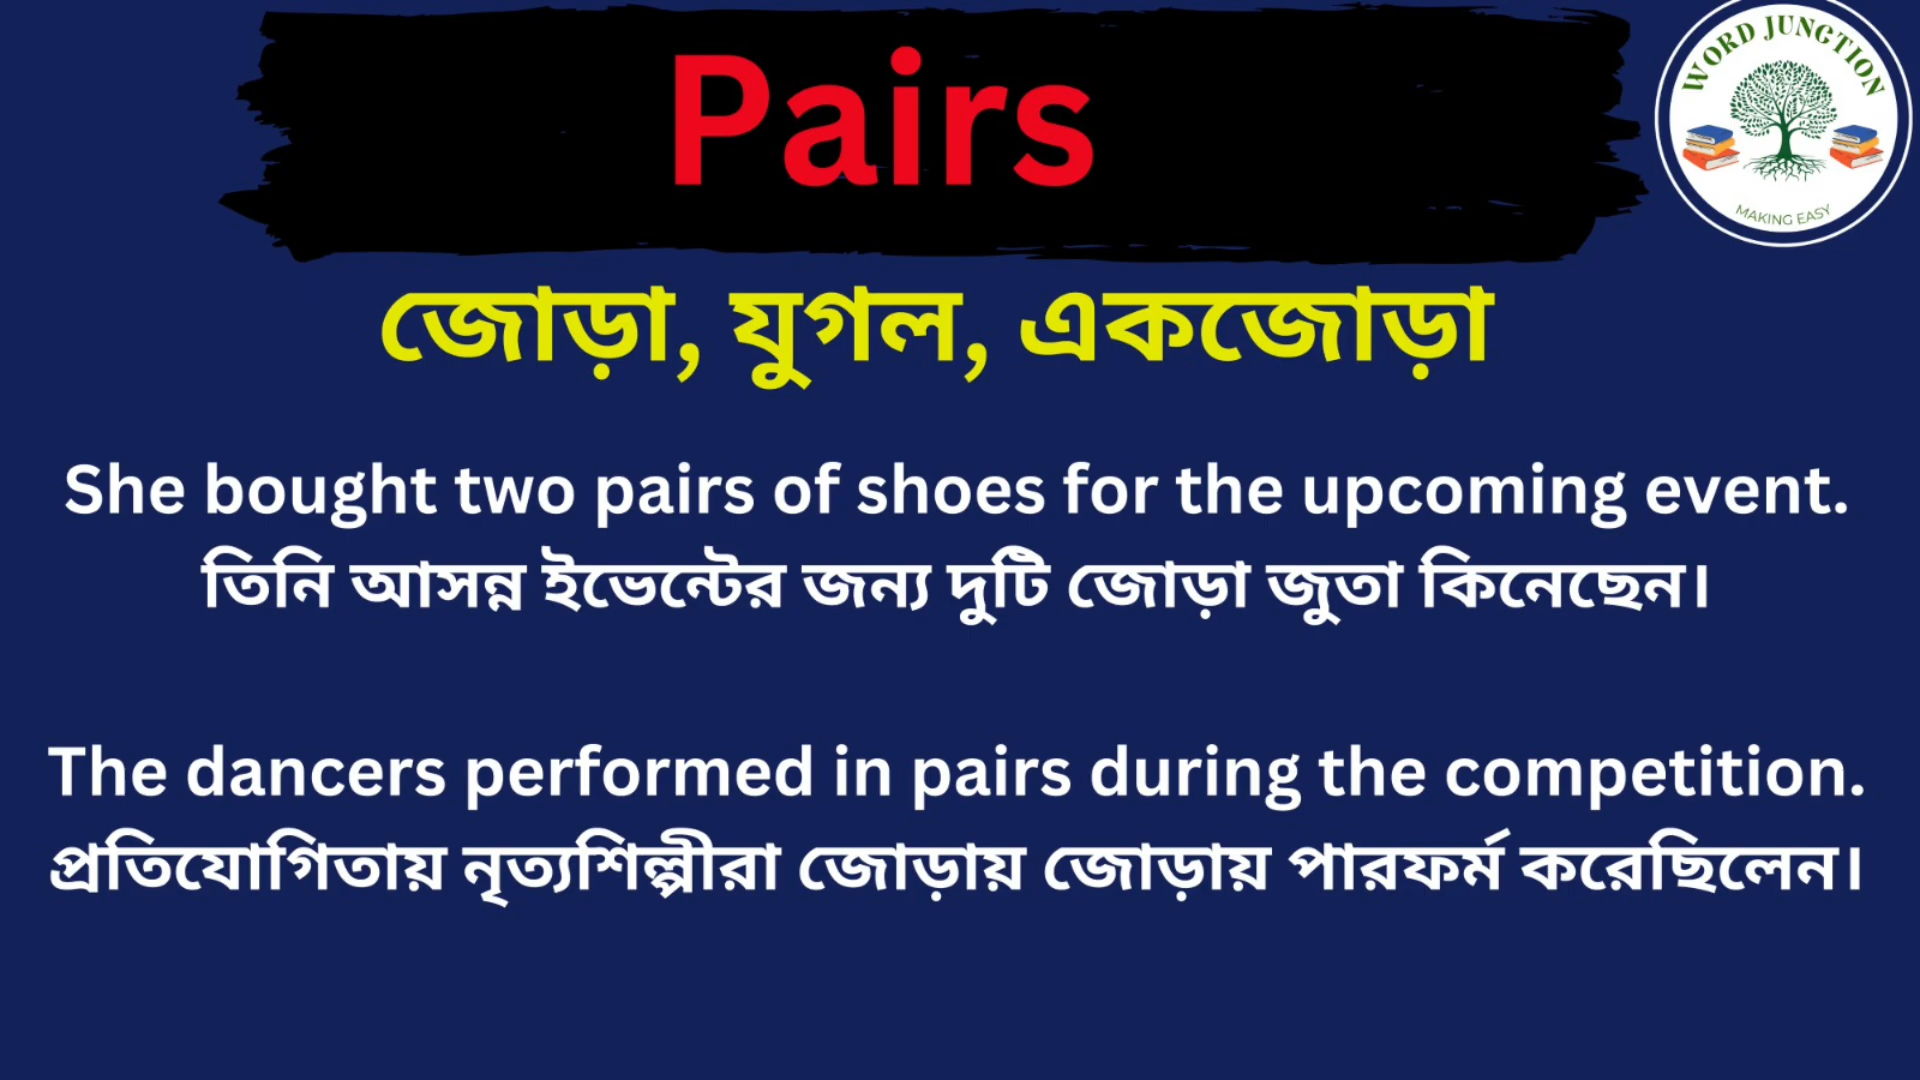 Pairs
WORD JUNCTION
MAKING EASY
জোড়া, যুগল, একজোড়া
She bought two pairs of shoes for the upcoming event.
তিনি আসন্ন ইভেন্টের জন্য দুটি জোড়া জুতা কিনেছেন।
The dancers performed in pairs during the competition.
প্রতিযোগিতায় নৃত্যশিল্পীরা জোড়ায় জোড়ায় পারফর্ম করেছিলেন।